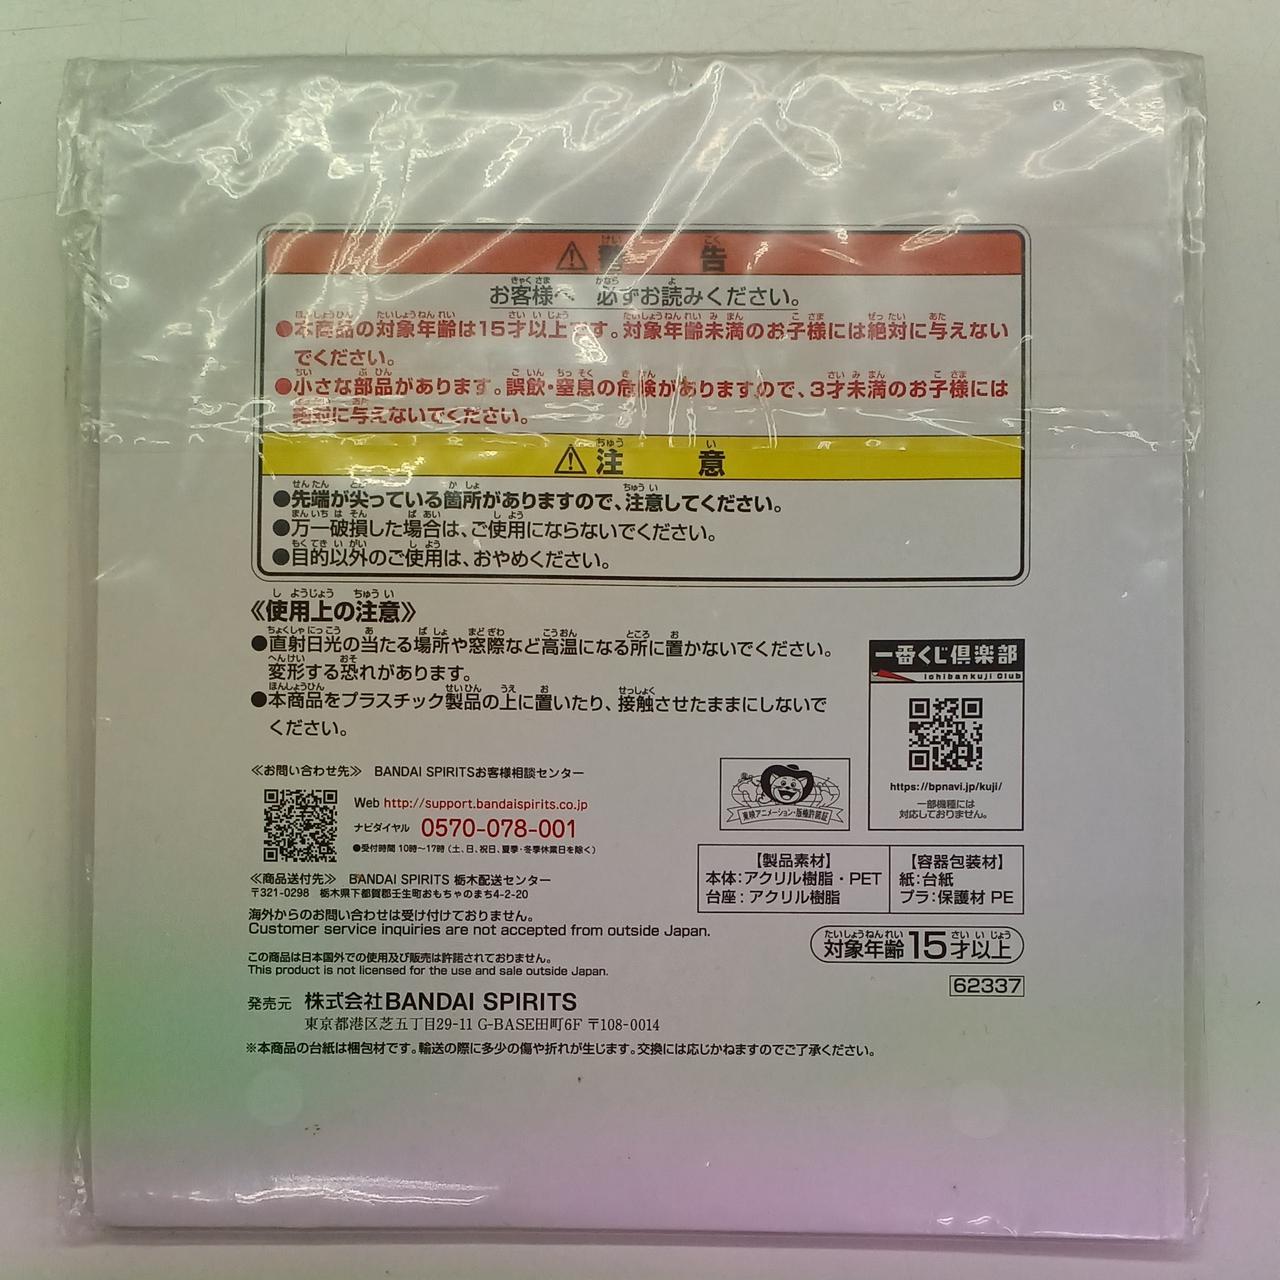 警告
お客様へ 必ずお読みください。
●本商品の対象年齢は15才以上です。対象年齢未満のお子様には絶対に与えない
でください。
●小さな部品があります。誤飲・窒息の危険がありますので、3才未満のお子様には
絶対に与えないでください。
注意
●先端が尖っている箇所がありますので、注意してください。
●万一破損した場合は、ご使用にならないでください。
●目的以外のご使用は、おやめください。
《使用上の注意》
●直射日光の当たる場所や窓際など高温になる所に置かないでください。
変形する恐れがあります。
●本商品をプラスチック製品の上に置いたり、接触させたままにしないで
ください。
一番くじ倶楽部
Ichibankuji Club
https://bpnavi.jp/kuji/
一部機種には
対応しておりません。
≪お問い合わせ先≫ BANDAI SPIRITSお客様相談センター
Web http://support.bandaispirits.co.jp
ナビダイヤル 0570-078-001
●受付時間 10時～17時(土、日、祝日、夏季・冬季休業日を除く)
≪商品送付先≫ BANDAI SPIRITS 栃木配送センター
〒321-0298 栃木県下都賀郡壬生町おもちゃのまち4-2-20
海外からのお問い合わせは受け付けておりません。
Customer service inquiries are not accepted from outside Japan.
この商品は日本国外での使用及び販売は許諾されておりません。
This product is not licensed for the use and sale outside Japan.
東映アニメーション・版権許諾証
【製品素材】
本体:アクリル樹脂・PET
台座:アクリル樹脂
【容器包装材】
紙:台紙
プラ:保護材 PE
対象年齢15才以上
62337
発売元 株式会社BANDAI SPIRITS
東京都港区芝五丁目29-11 G-BASE田町6F 〒108-0014
※本商品の台紙は梱包材です。輸送の際に多少の傷や折れが生じます。交換には応じかねますのでご了承ください。